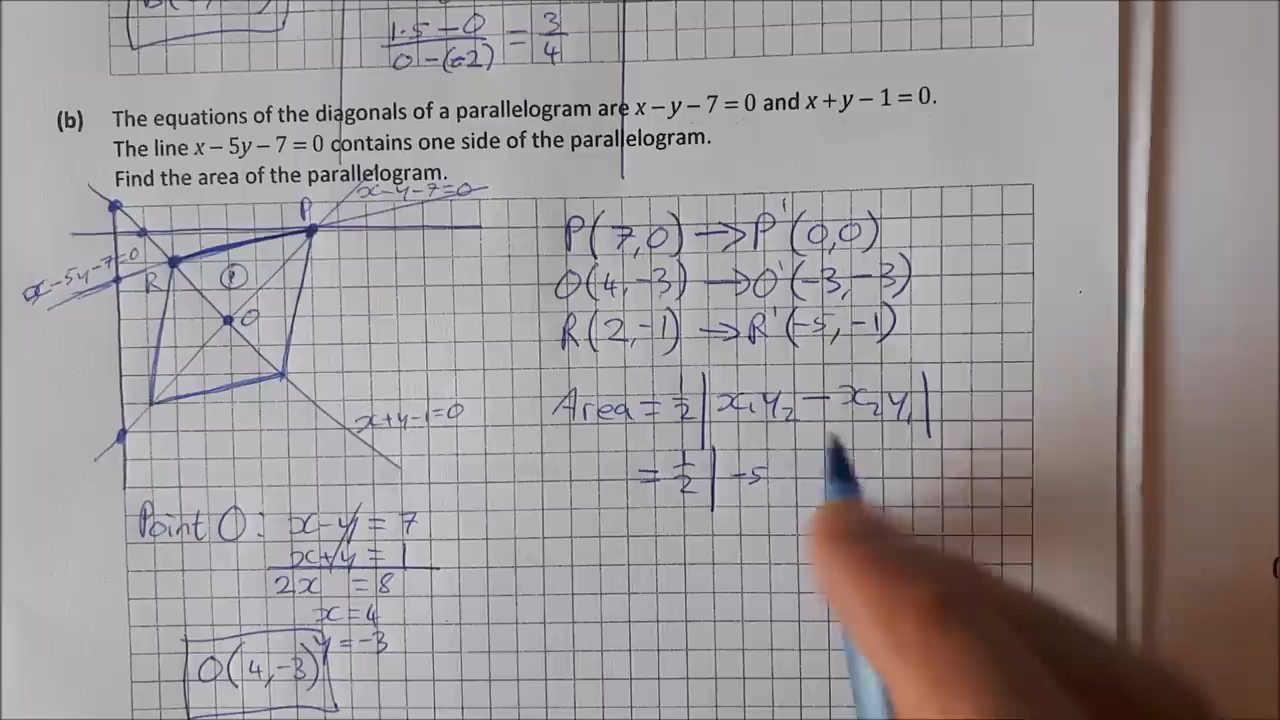 1.5 – 0 / 0 – (–2) = 3/4
(b) The equations of the diagonals of a parallelogram are x – y – 7 = 0 and x + y – 1 = 0.
The line x – 5y – 7 = 0 contains one side of the parallelogram.
Find the area of the parallelogram.
x-y-7=0
P
x-5y-7=0
R
1
O
x+y-1=0
Point O: x-y = 7
x+y = 1
2x = 8
x=4
y=-3
O(4,-3)
P(7,0) → P'(0,0)
O(4,-3) → O'(-3,-3)
R(2,-1) → R'(-5,-1)
Area = 1/2 | x₁y₂ – x₂y₁ |
= 1/2 | -5